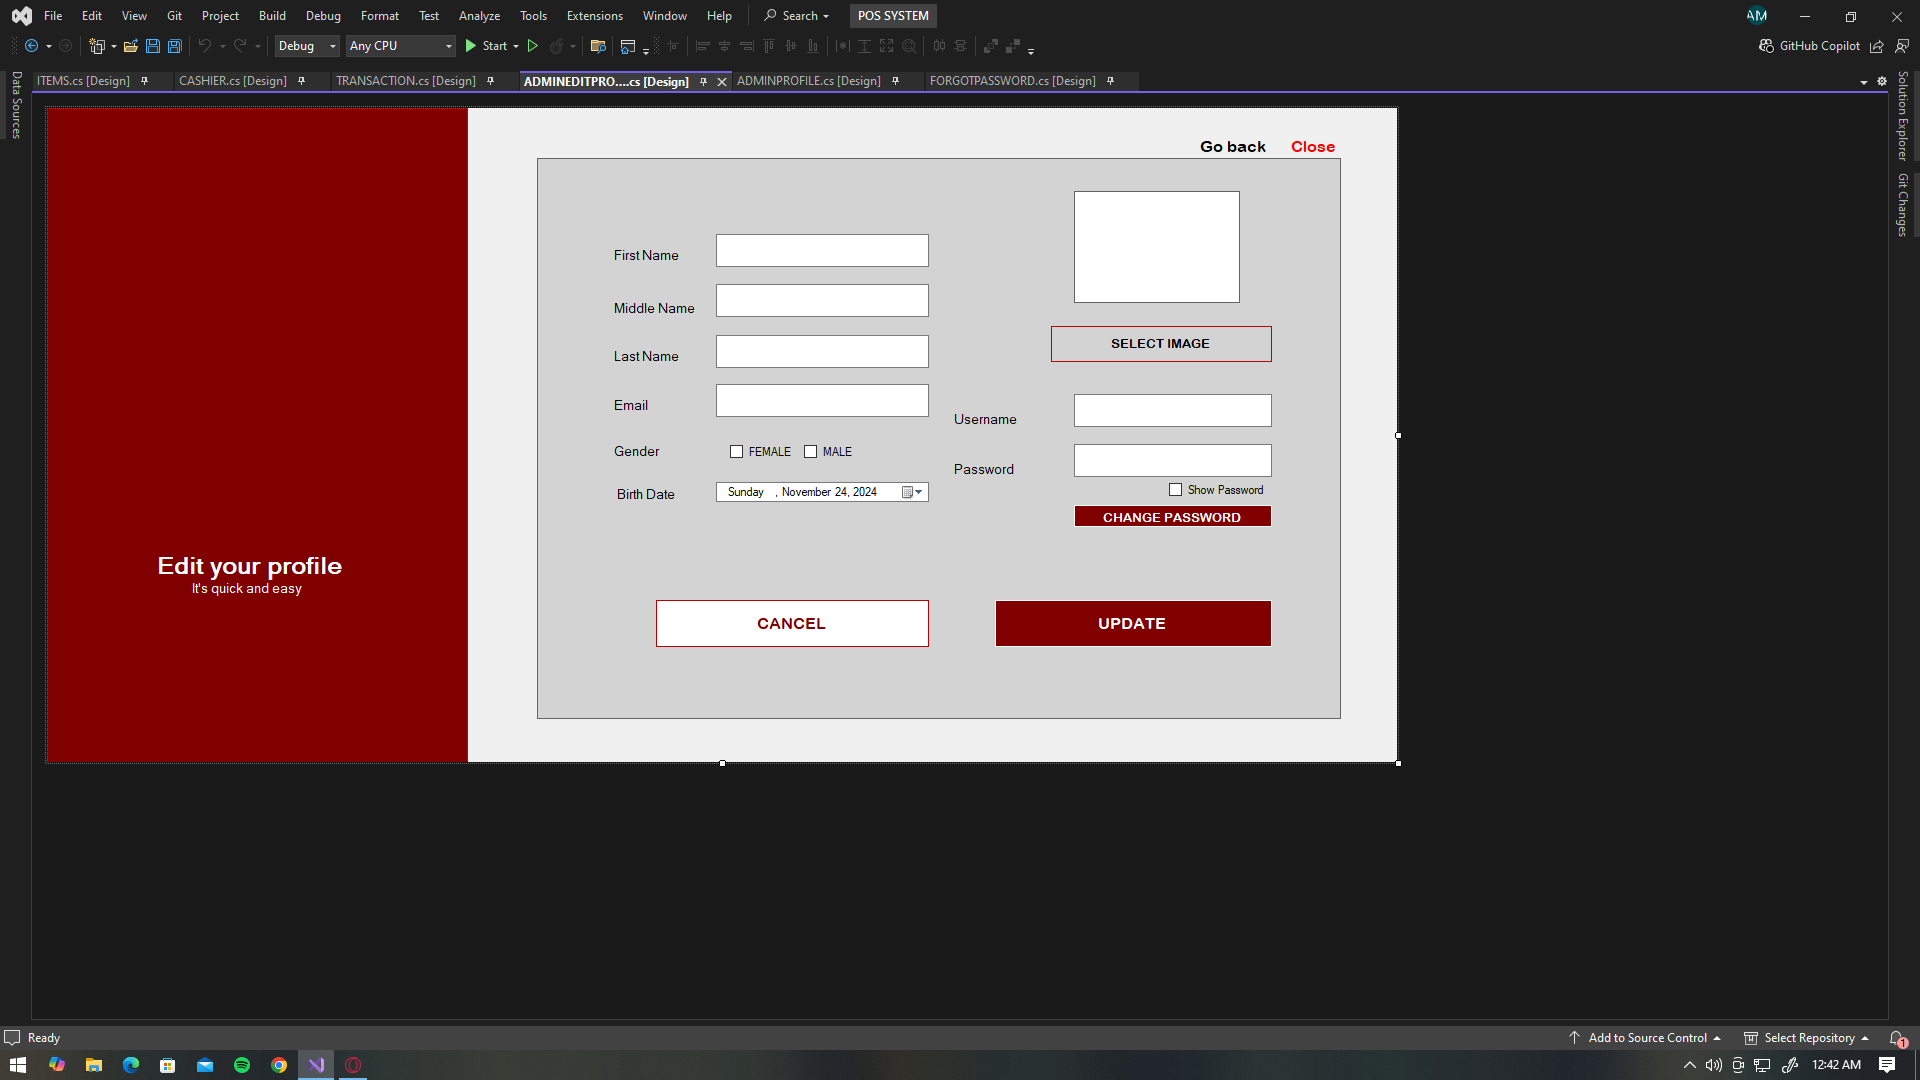 File Edit View Git Project Build Debug Format Test Analyze Tools Extensions Window Help Search POS SYSTEM AM
Debug Any CPU Start GitHub Copilot
ITEMS.cs [Design] CASHIER.cs [Design] TRANSACTION.cs [Design] ADMINEDITPRO....cs [Design] ADMINPROFILE.cs [Design] FORGOTPASSWORD.cs [Design]
Data Sources
Solution Explorer
Git Changes
Go back Close
First Name
Middle Name
Last Name
SELECT IMAGE
Email
Username
Gender FEMALE MALE
Password
Birth Date Sunday , November 24, 2024
Show Password
CHANGE PASSWORD
Edit your profile
It's quick and easy
CANCEL UPDATE
Ready Add to Source Control Select Repository 1
12:42 AM